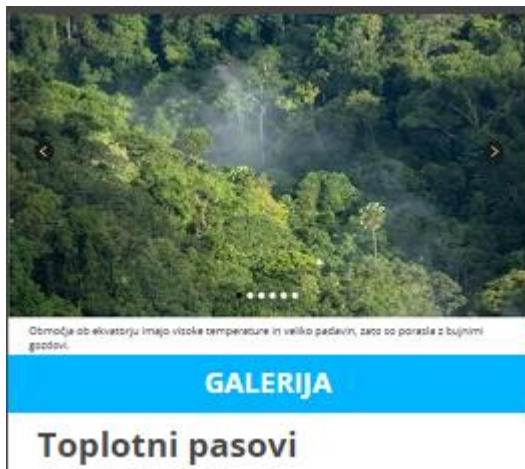 Območja ob ekvatorju imajo visoke temperature in veliko padavin, zato so porasla z bujnimi
gozdovi.
GALERIJA
Toplotni pasovi